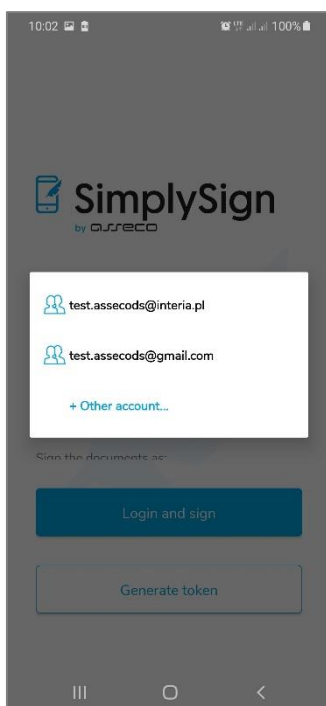 10:02 100%
SimplySign
by asseco
test.assecods@interia.pl
test.assecods@gmail.com
+ Other account...
Sign the documents as:
Login and sign
Generate token